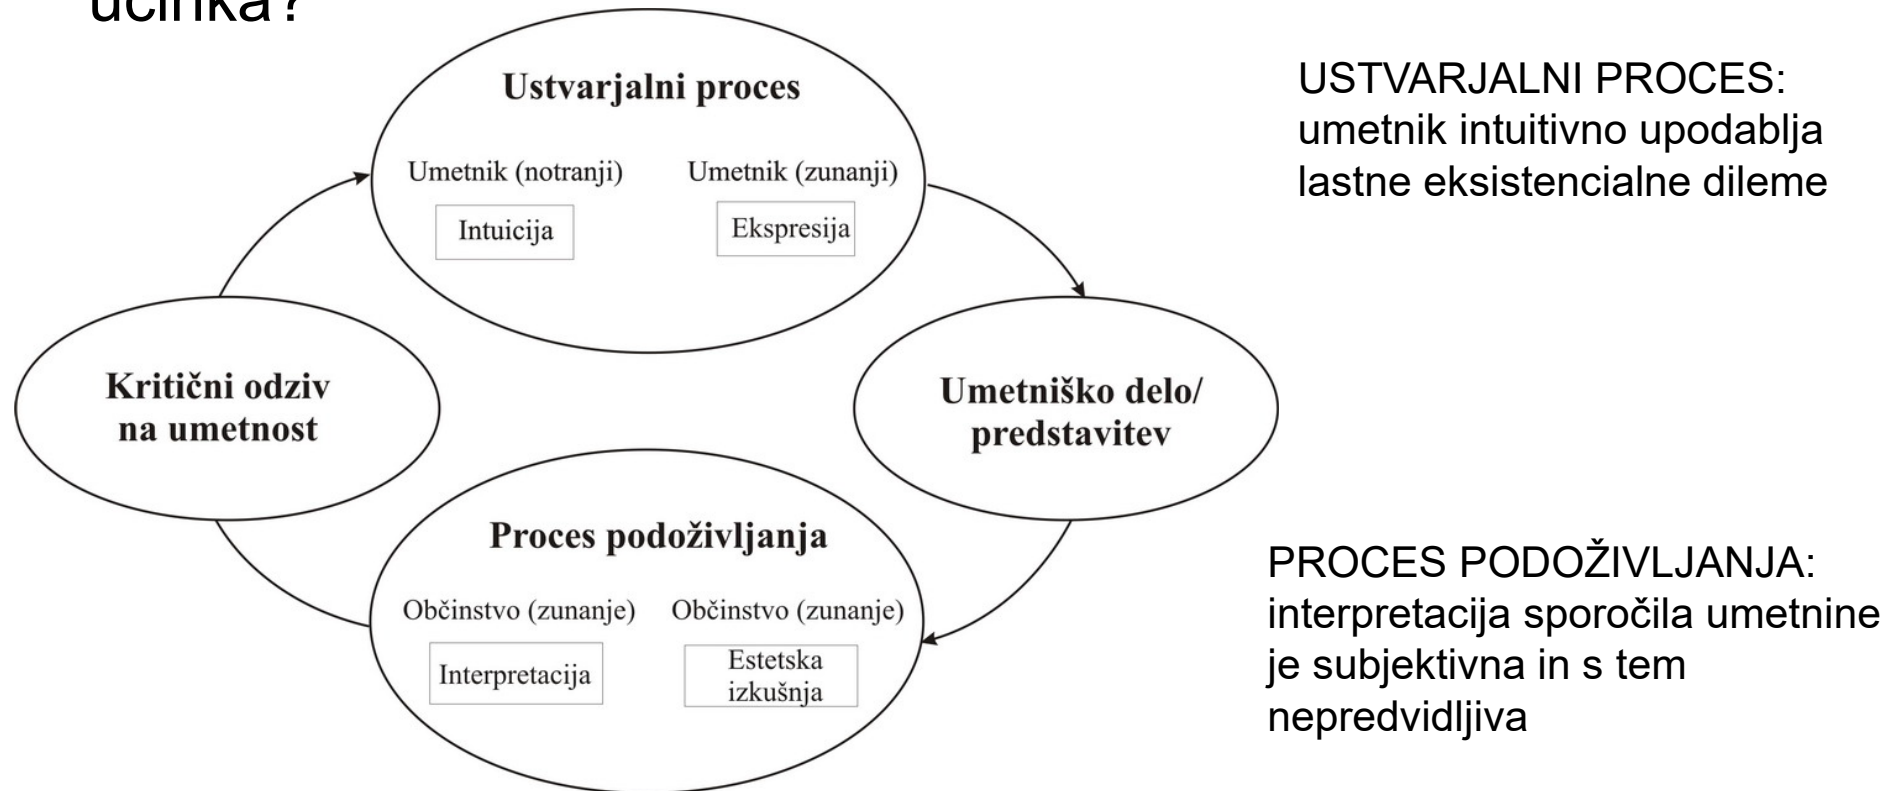 učinka?
Ustvarjalni proces
Umetnik (notranji)
Umetnik (zunanji)
Intuicija
Ekspresija
USTVARJALNI PROCES:
umetnik intuitivno upodablja
lastne eksistencialne dileme
Kritični odziv
na umetnost
Umetniško delo/
predstavitev
Proces podoživljanja
Občinstvo (zunanje)
Občinstvo (zunanje)
Interpretacija
Estetska
izkušnja
PROCES PODOŽIVLJANJA:
interpretacija sporočila umetnine
je subjektivna in s tem
nepredvidljiva